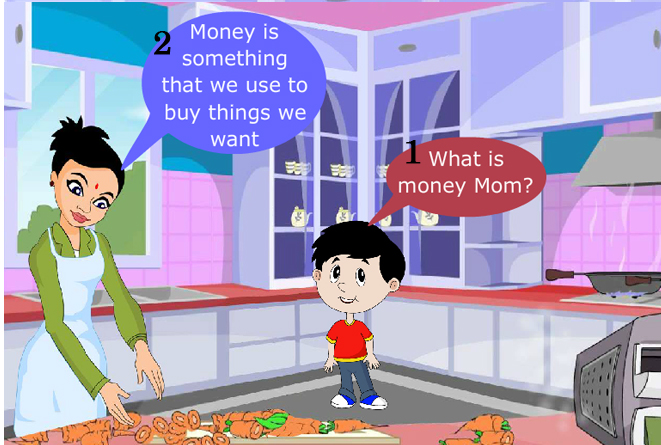 1
What is
money Mom?
2
Money is
something
that we use to
buy things we
want